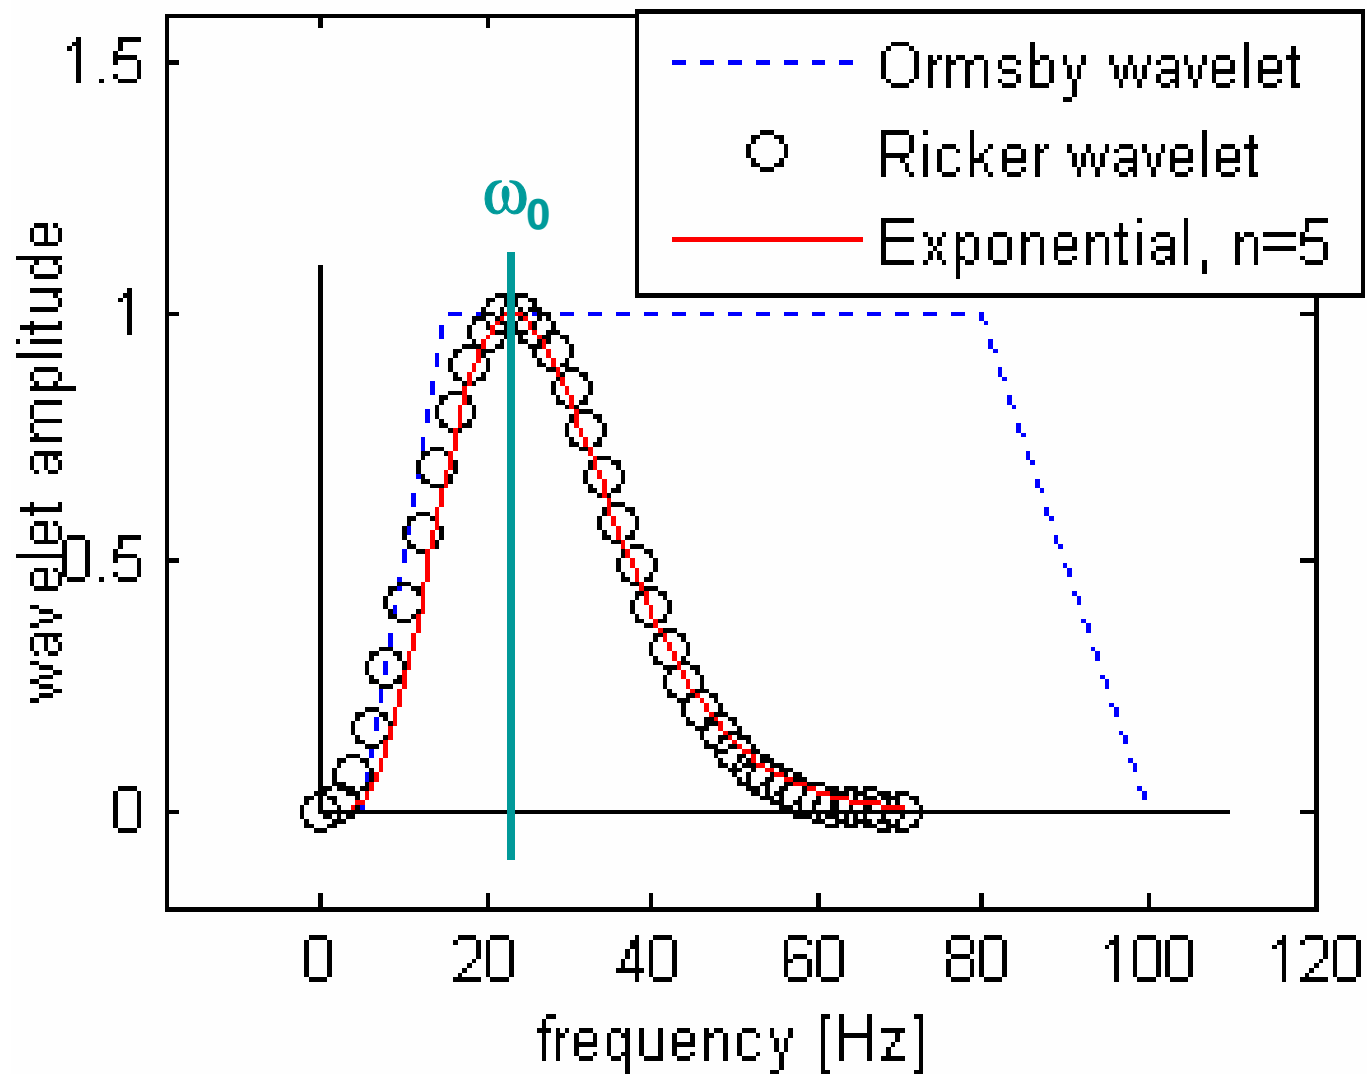 Ormsby wavelet
Ricker wavelet
Exponential, n=5
ω₀
wavelet amplitude
1.5
1
0.5
0
0 20 40 60 80 100 120
frequency [Hz]